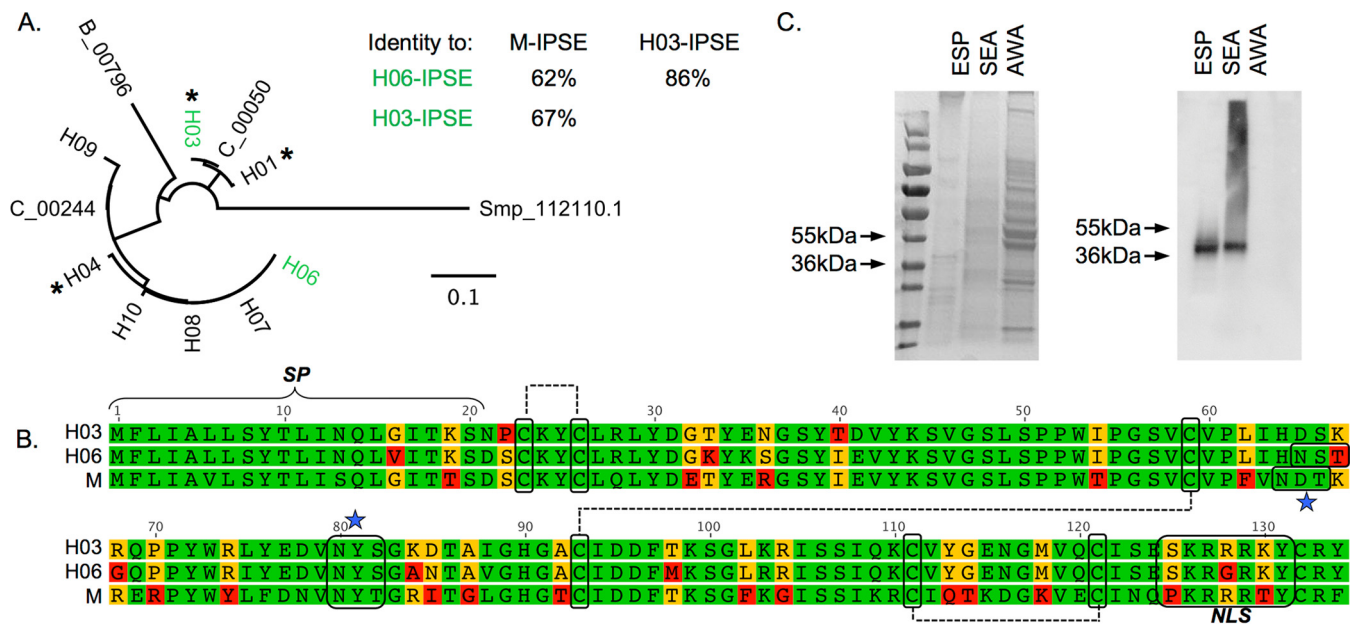 A.
B_00796
* H03
C_00050
H01 *
H09
C_00244
Smp_112110.1
* H04
H10
H08
H07
H06
0.1
Identity to: M-IPSE H03-IPSE
H06-IPSE 62% 86%
H03-IPSE 67%
C.
ESP SEA AWA
55kDa
36kDa
ESP SEA AWA
55kDa
36kDa
B.
SP
1 10 20 30 40 50 60
H03 MFLIALLSYTLINQLGITKSNPCKYCLRLYDGTYENGSYTDVYKSVGSLSPPWIPGSVCVPLIHDSK
H06 MFLIALLSYTLINQLVITKSDSCKYCLRLYDGKYKSGSYIEVYKSVGSLSPPWIPGSVCVPLIHNST
M MFLIAVLSYTLISQLGITTSDSCKYCLQLYDETYERGSYIEVYKSVGSLSPPWTPGSVCVPFVNDTK
70 80 90 100 110 120 130
H03 RQPPYWRLYEDVNYSGKDTAIGHGACIDDFTKSGLKRISSIQKCVYGENGMVQCISESKRRRKYCRY
H06 GQPPYWRIYEDVNYSGANTAVGHGACIDDFMKSGLRRISSIQKCVYGENGMVQCISESKRGRKYCRY
M RERPYWYLFDNVNYTGRITGLGHGTCIDDFTKSGFKGISSIKRCIQTKDGKVECINQPKRRRTYCRF
NLS